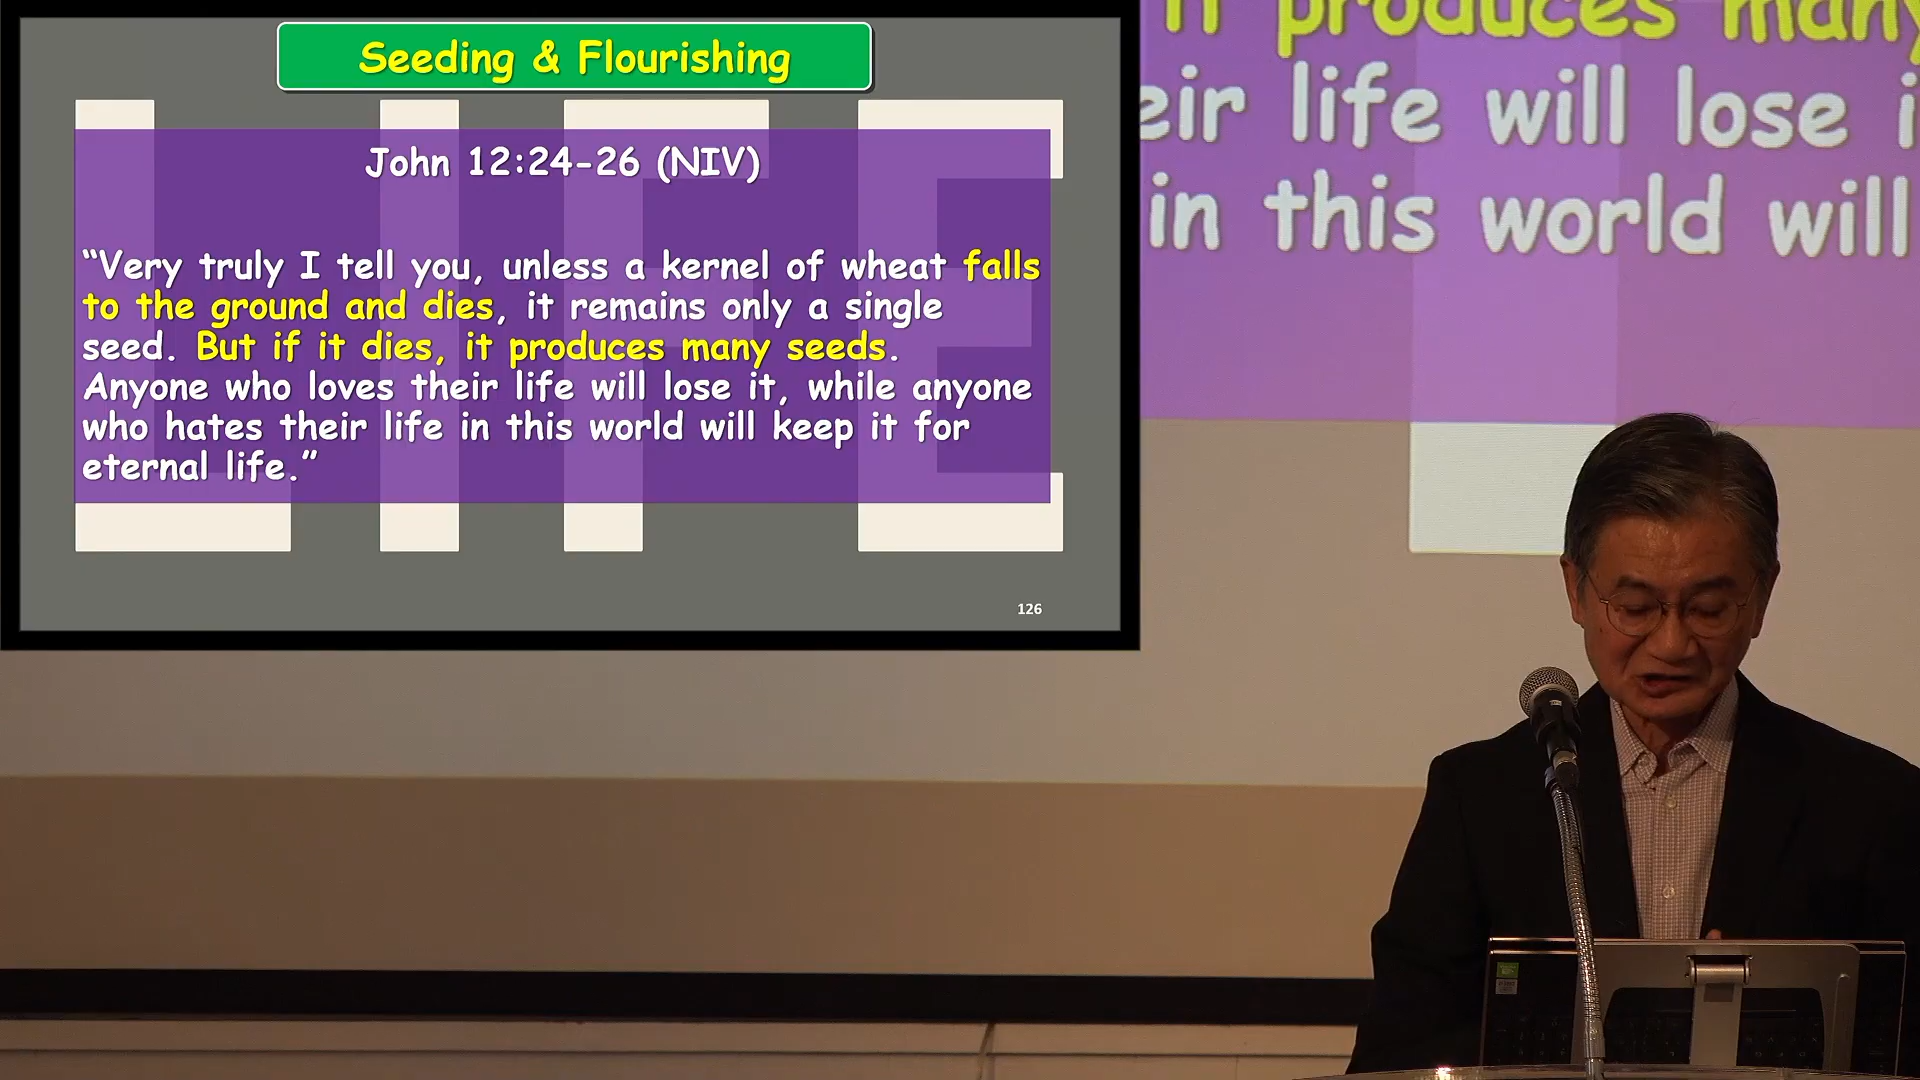 Seeding & Flourishing
John 12:24-26 (NIV)
“Very truly I tell you, unless a kernel of wheat falls
to the ground and dies, it remains only a single
seed. But if it dies, it produces many seeds.
Anyone who loves their life will lose it, while anyone
who hates their life in this world will keep it for
eternal life.”
126
it produces many
eir life will lose i
in this world will